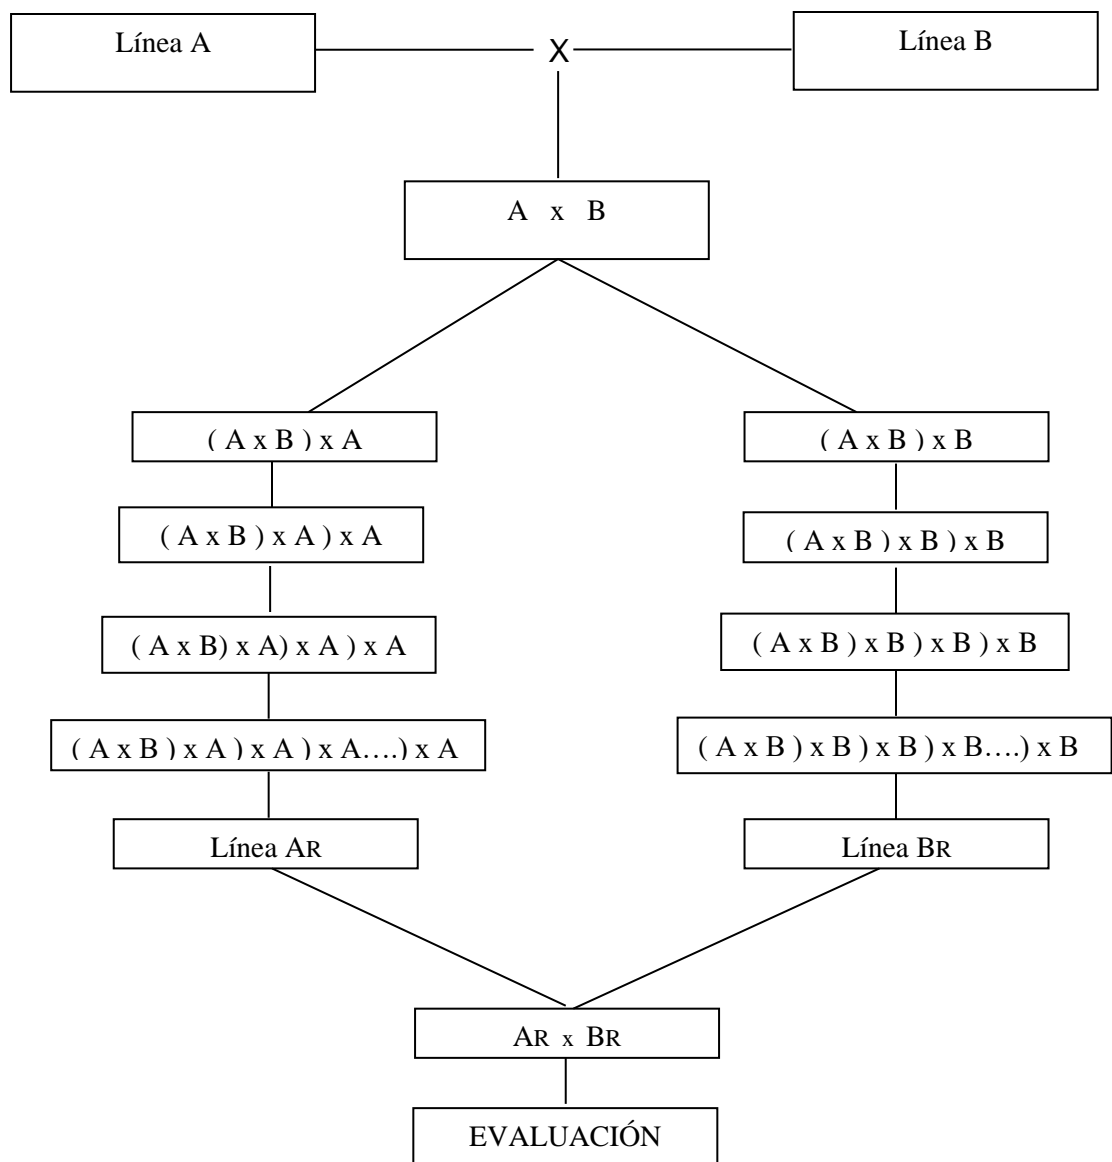 Línea A
X
Línea B
A x B
( A x B ) x A
( A x B ) x B
( A x B ) x A ) x A
( A x B ) x B ) x B
( A x B) x A) x A ) x A
( A x B ) x B ) x B ) x B
( A x B ) x A ) x A ) x A....) x A
( A x B ) x B ) x B ) x B....) x B
Línea AR
Línea BR
AR x BR
EVALUACIÓN